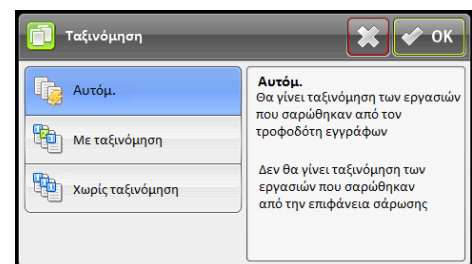 Ταξινόμηση
OK
Αυτόμ.
Με ταξινόμηση
Χωρίς ταξινόμηση
Αυτόμ.
Θα γίνει ταξινόμηση των εργασιών
που σαρώθηκαν από τον
τροφοδότη εγγράφων
Δεν θα γίνει ταξινόμηση των
εργασιών που σαρώθηκαν
από την επιφάνεια σάρωσης